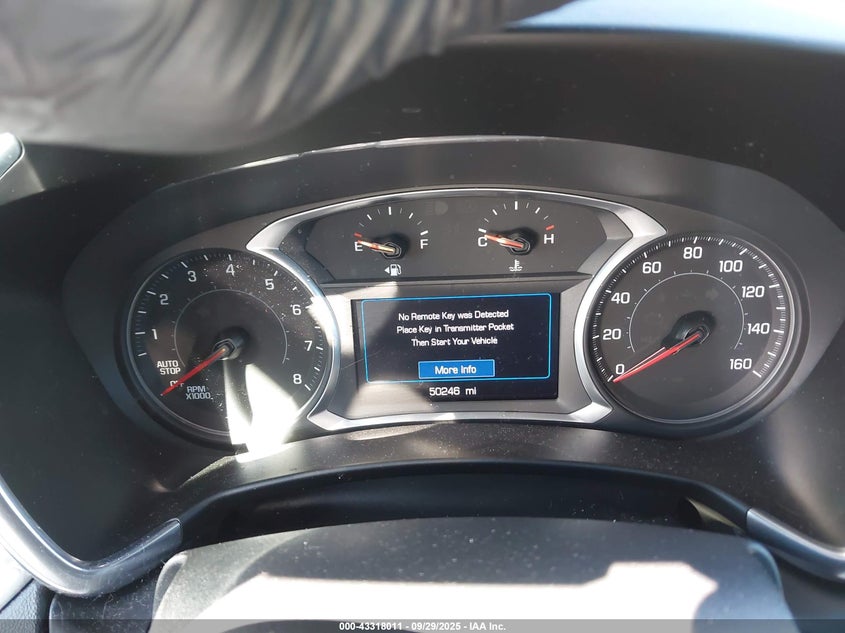 E F
C H
1 2 3 4 5 6 7 8
AUTO
STOP
OFF
RPM
X1000
No Remote Key was Detected
Place Key in Transmitter Pocket
Then Start Your Vehicle
More Info
50246 mi
0 20 40 60 80 100 120 140 160
000-43318011 - 09/29/2025 - IAA Inc.